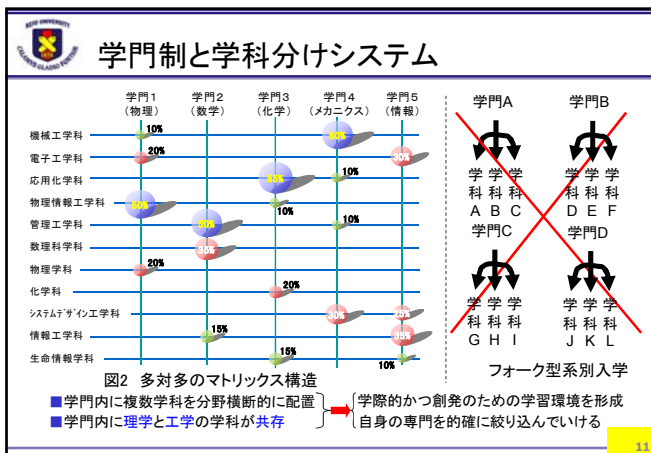 KEIO UNIVERSITY
CALAMVS GLADIO FORTIOR
学門制と学科分けシステム
学門1
(物理)
学門2
(数学)
学門3
(化学)
学門4
(メカニクス)
学門5
(情報)
機械工学科
10%
電子工学科
20%
30%
応用化学科
10%
物理情報工学科
10%
管理工学科
10%
数理科学科
35%
物理学科
20%
化学科
20%
システムデザイン工学科
30%
25%
情報工学科
15%
35%
生命情報学科
15%
10%
図2 多対多のマトリックス構造
学門A
学科A
学科B
学科C
学門B
学科D
学科E
学科F
学門C
学科G
学科H
学科I
学門D
学科J
学科K
学科L
フォーク型系別入学
■学門内に複数学科を分野横断的に配置
■学門内に理学と工学の学科が共存
学際的かつ創発のための学習環境を形成
自身の専門を的確に絞り込んでいける
11